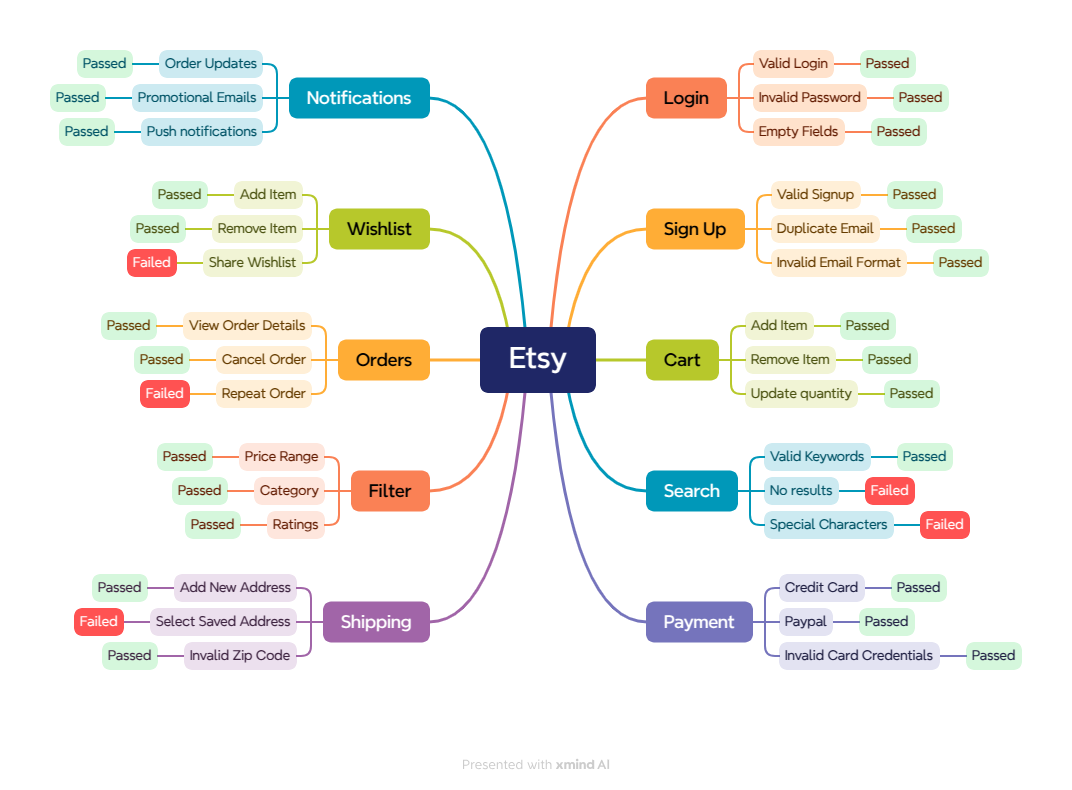 Etsy
Notifications
Order Updates
Passed
Promotional Emails
Passed
Push notifications
Passed
Wishlist
Add Item
Passed
Remove Item
Passed
Share Wishlist
Failed
Orders
View Order Details
Passed
Cancel Order
Passed
Repeat Order
Failed
Filter
Price Range
Passed
Category
Passed
Ratings
Passed
Shipping
Add New Address
Passed
Select Saved Address
Failed
Invalid Zip Code
Passed
Login
Valid Login
Passed
Invalid Password
Passed
Empty Fields
Passed
Sign Up
Valid Signup
Passed
Duplicate Email
Passed
Invalid Email Format
Passed
Cart
Add Item
Passed
Remove Item
Passed
Update quantity
Passed
Search
Valid Keywords
Passed
No results
Failed
Special Characters
Failed
Payment
Credit Card
Passed
Paypal
Passed
Invalid Card Credentials
Passed
Presented with xmind AI